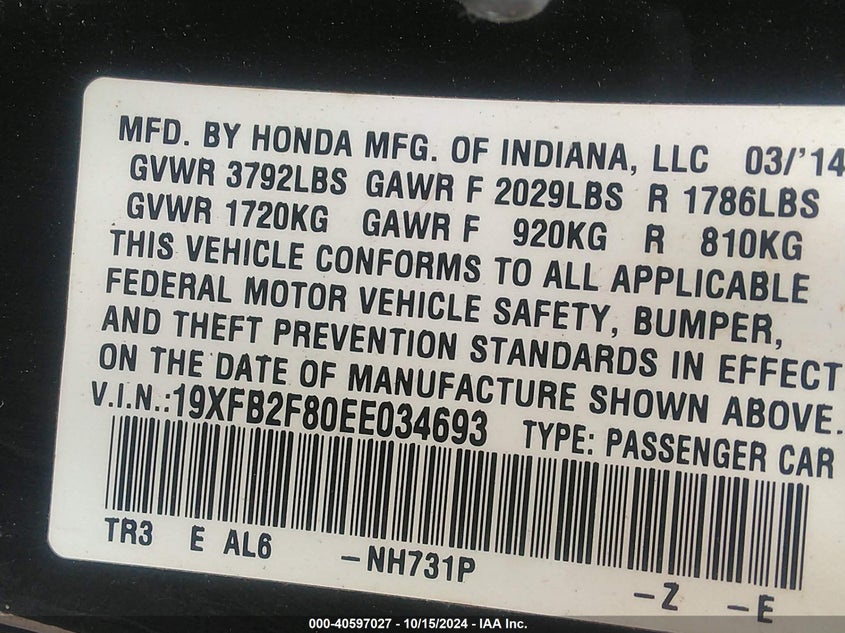 MFD. BY HONDA MFG. OF INDIANA, LLC 03/'14
GVWR 3792LBS GAWR F 2029LBS R 1786LBS
GVWR 1720KG GAWR F 920KG R 810KG
THIS VEHICLE CONFORMS TO ALL APPLICABLE
FEDERAL MOTOR VEHICLE SAFETY, BUMPER,
AND THEFT PREVENTION STANDARDS IN EFFECT
ON THE DATE OF MANUFACTURE SHOWN ABOVE.
V.I.N.:19XFB2F80EE034693 TYPE: PASSENGER CAR
TR3 E AL6 -NH731P -Z -E
000-40597027 - 10/15/2024 - IAA Inc.